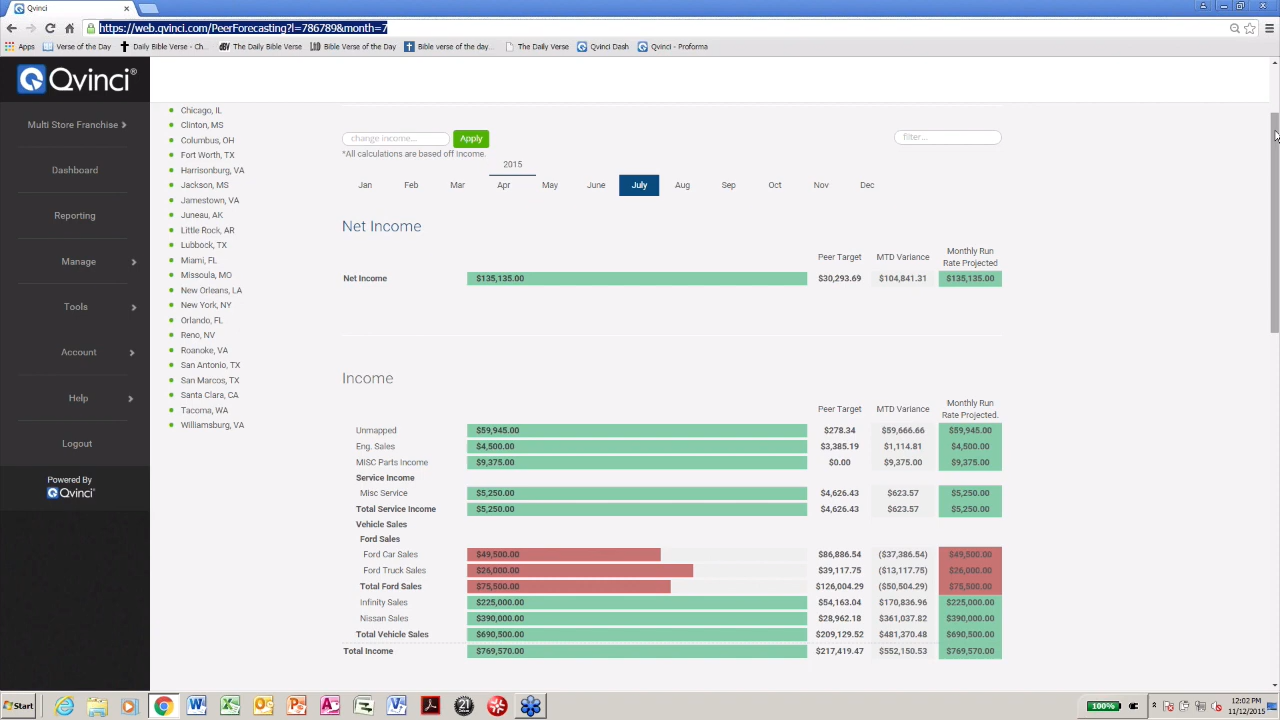 Qvinci
https://web.qvinci.com/PeerForecasting?l=786789&month=7
Apps Verse of the Day Daily Bible Verse - Ch... The Daily Bible Verse Bible Verse of the Day Bible verse of the day... The Daily Verse Qvinci Dash Qvinci - Proforma
Qvinci®
Multi Store Franchise
Dashboard
Reporting
Manage
Tools
Account
Help
Logout
Powered By
Qvinci
Chicago, IL
Clinton, MS
Columbus, OH
Fort Worth, TX
Harrisonburg, VA
Jackson, MS
Jamestown, VA
Juneau, AK
Little Rock, AR
Lubbock, TX
Miami, FL
Missoula, MO
New Orleans, LA
New York, NY
Orlando, FL
Reno, NV
Roanoke, VA
San Antonio, TX
San Marcos, TX
Santa Clara, CA
Tacoma, WA
Williamsburg, VA
change income... Apply filter...
*All calculations are based off income.
2015
Jan Feb Mar Apr May June July Aug Sep Oct Nov Dec
Net Income
Peer Target MTD Variance Monthly Run
Rate Projected
Net Income $135,135.00 $30,293.69 $104,841.31 $135,135.00
Income
Peer Target MTD Variance Monthly Run
Rate Projected.
Unmapped $59,945.00 $278.34 $59,666.66 $59,945.00
Eng. Sales $4,500.00 $3,385.19 $1,114.81 $4,500.00
MISC Parts Income $9,375.00 $0.00 $9,375.00 $9,375.00
Service Income
Misc Service $5,250.00 $4,626.43 $623.57 $5,250.00
Total Service Income $5,250.00 $4,626.43 $623.57 $5,250.00
Vehicle Sales
Ford Sales
Ford Car Sales $49,500.00 $86,886.54 ($37,386.54) $49,500.00
Ford Truck Sales $26,000.00 $39,117.75 ($13,117.75) $26,000.00
Total Ford Sales $75,500.00 $126,004.29 ($50,504.29) $75,500.00
Infinity Sales $225,000.00 $54,163.04 $170,836.96 $225,000.00
Nissan Sales $390,000.00 $28,962.18 $361,037.82 $390,000.00
Total Vehicle Sales $690,500.00 $209,129.52 $481,370.48 $690,500.00
Total Income $769,570.00 $217,419.47 $552,150.53 $769,570.00
Start 100% 12:02 PM
11/12/2015